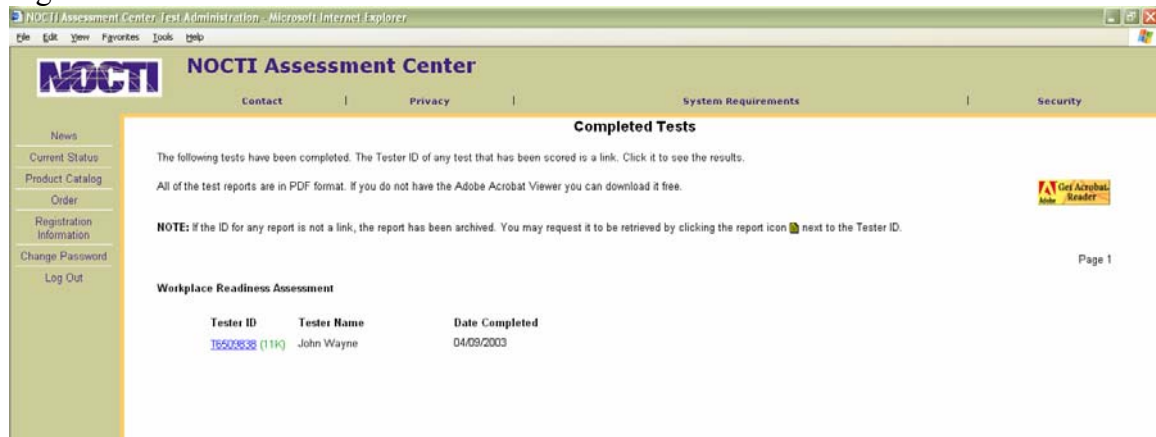 NOCTI Assessment Center Test Administration - Microsoft Internet Explorer
File Edit View Favorites Tools Help
NOCTI
NOCTI Assessment Center
Contact | Privacy | System Requirements | Security
News
Current Status
Product Catalog
Order
Registration
Information
Change Password
Log Out
Completed Tests
The following tests have been completed. The Tester ID of any test that has been scored is a link. Click it to see the results.
All of the test reports are in PDF format. If you do not have the Adobe Acrobat Viewer you can download it free.
Get Acrobat
Reader
Adobe
NOTE: If the ID for any report is not a link, the report has been archived. You may request it to be retrieved by clicking the report icon next to the Tester ID.
Page 1
Workplace Readiness Assessment
Tester ID Tester Name Date Completed
T6509838 (11K) John Wayne 04/09/2003